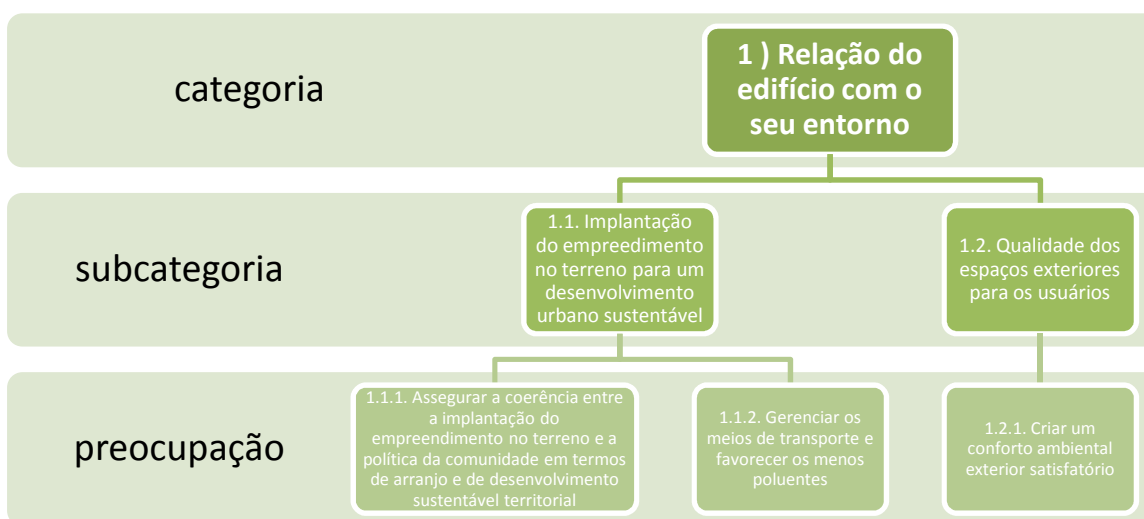 categoria
1 ) Relação do
edifício com o
seu entorno
subcategoria
1.1. Implantação
do empreedimento
no terreno para um
desenvolvimento
urbano sustentável
1.2. Qualidade dos
espaços exteriores
para os usuários
preocupação
1.1.1. Assegurar a coerência entre
a implantação do
empreendimento no terreno e a
política da comunidade em termos
de arranjo e de desenvolvimento
sustentável territorial
1.1.2. Gerenciar os
meios de transporte e
favorecer os menos
poluentes
1.2.1. Criar um
conforto ambiental
exterior satisfatório